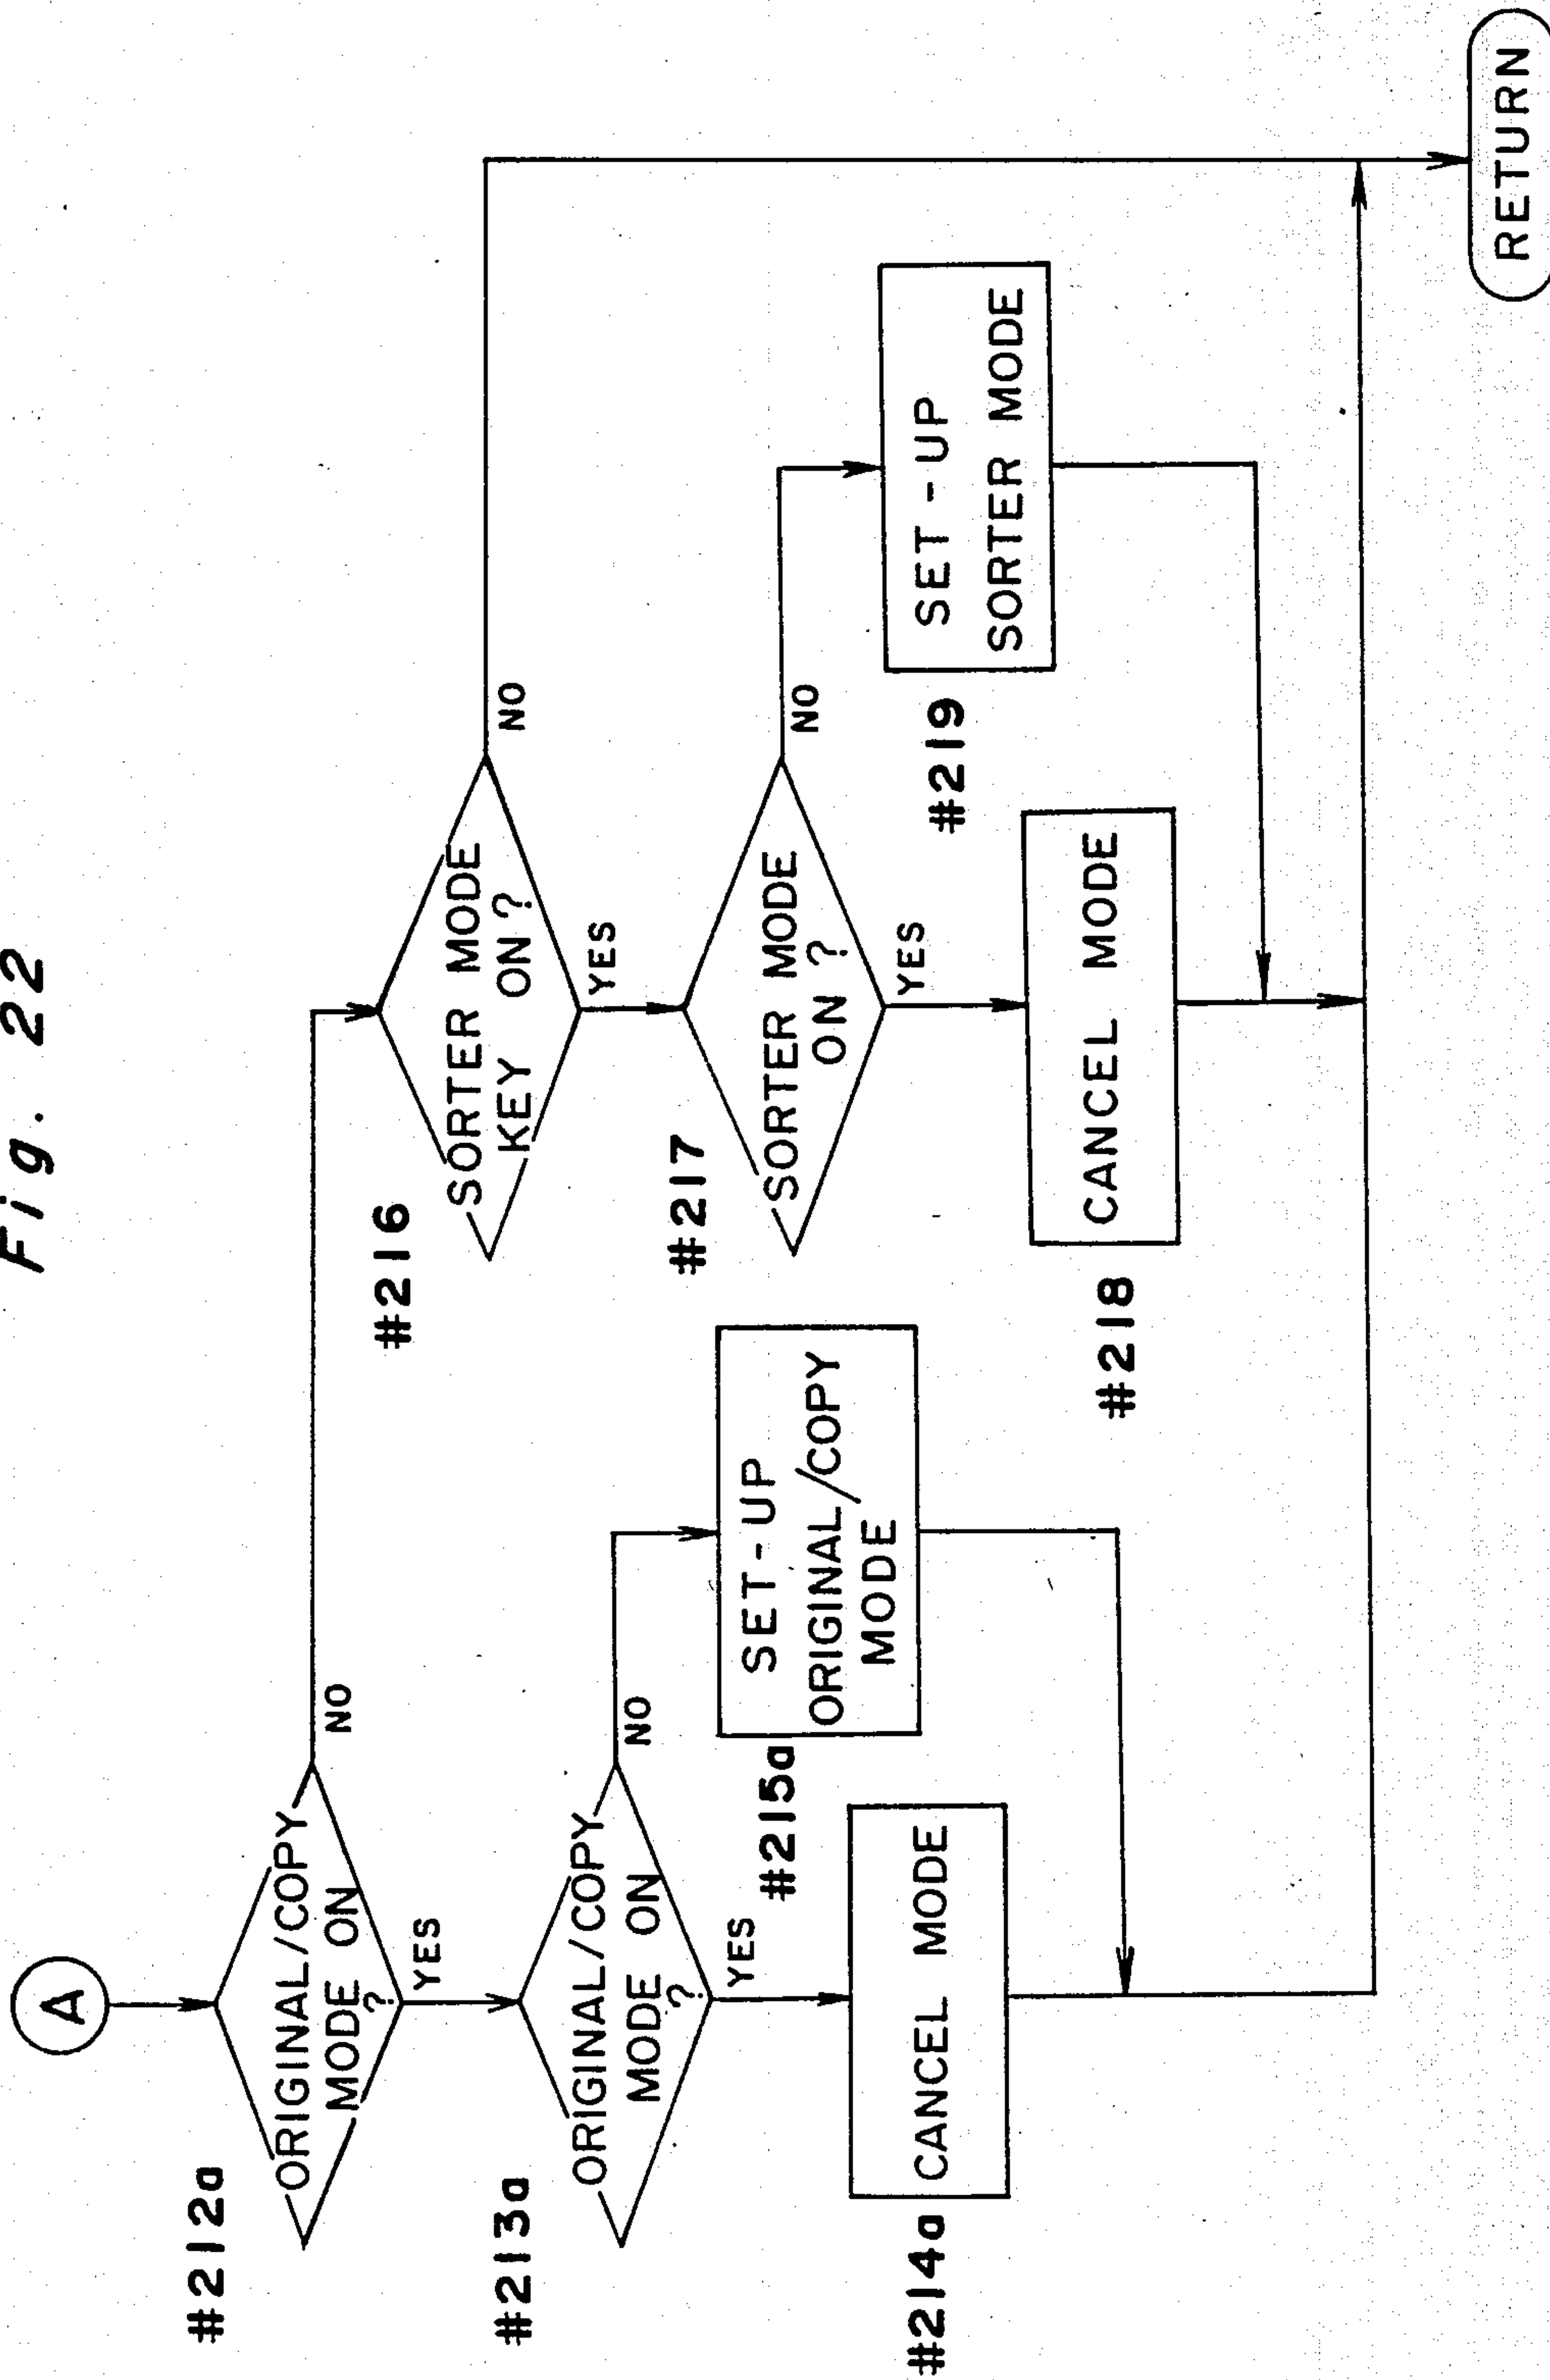 Fig. 22
A
#212a
ORIGINAL/COPY
MODE ON
?
NO
YES
#213a
ORIGINAL/COPY
MODE ON
?
NO
YES
#214a
CANCEL MODE
#215a
SET-UP
ORIGINAL/COPY
MODE
#216
SORTER MODE
KEY ON?
NO
YES
#217
SORTER MODE
ON?
NO
YES
#218
CANCEL MODE
#219
SET-UP
SORTER MODE
RETURN